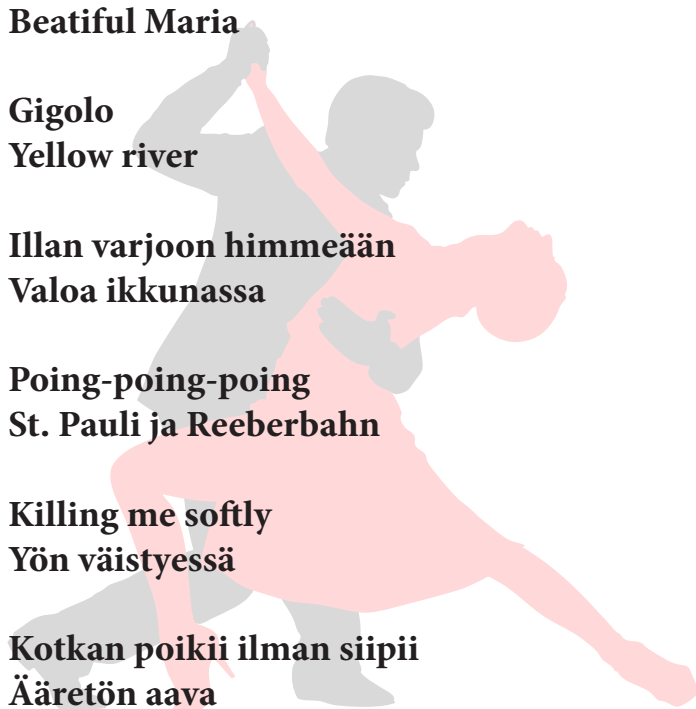 Beatiful Maria
Gigolo
Yellow river
Illan varjoon himmeään
Valoa ikkunassa
Poing-poing-poing
St. Pauli ja Reeberbahn
Killing me softly
Yön väistyessä
Kotkan poikii ilman siipii
Ääretön aava